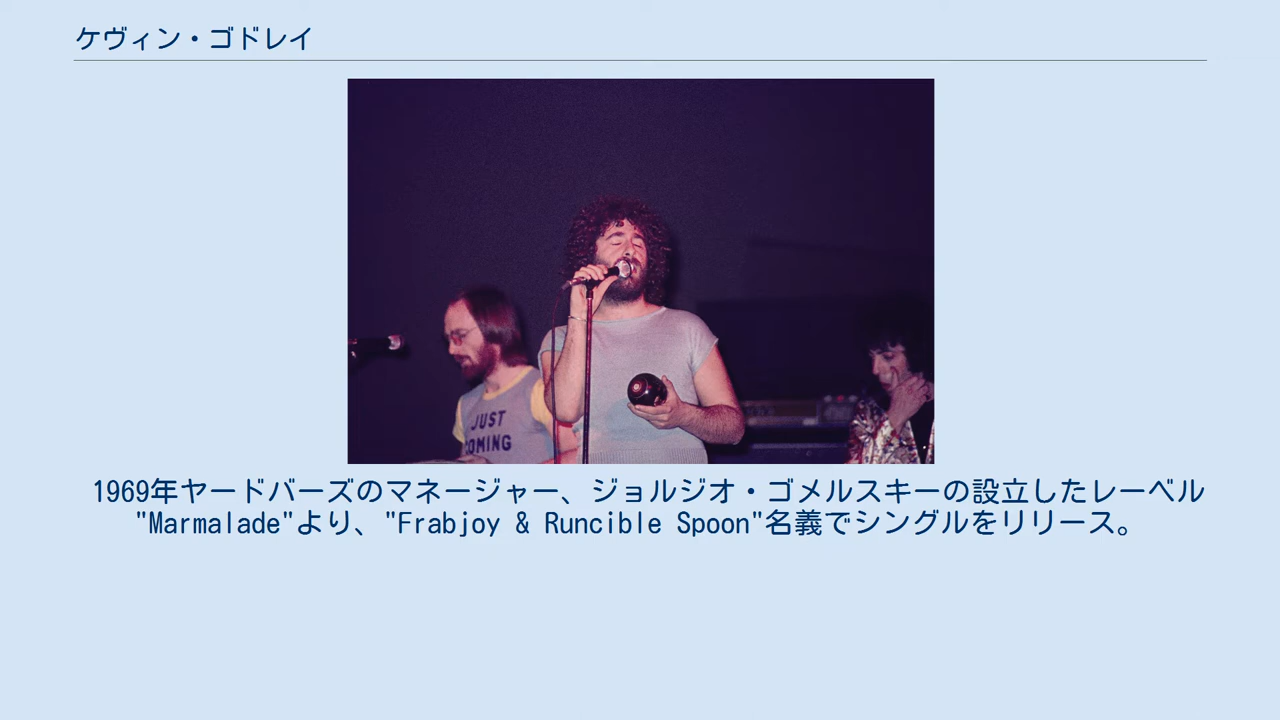 ケヴィン・ゴドレイ
JUST
COMING
1969年ヤードバーズのマネージャー、ジョルジオ・ゴメルスキーの設立したレーベル
"Marmalade"より、"Frabjoy & Runcible Spoon"名義でシングルをリリース。